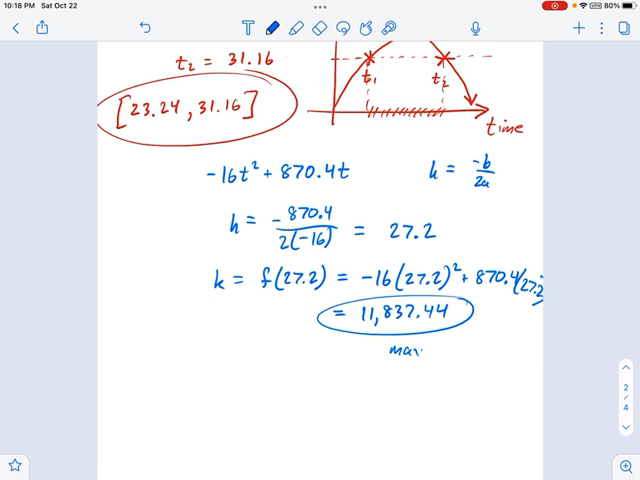 10:18 PM Sat Oct 22
80%
t₂ = 31.16
[23.24, 31.16]
t₁ t₂
time
-16t² + 870.4t
h = -b/2a
h = -870.4/2(-16) = 27.2
k = f(27.2) = -16(27.2)² + 870.4(27.2)
= 11,837.44
max
2/4